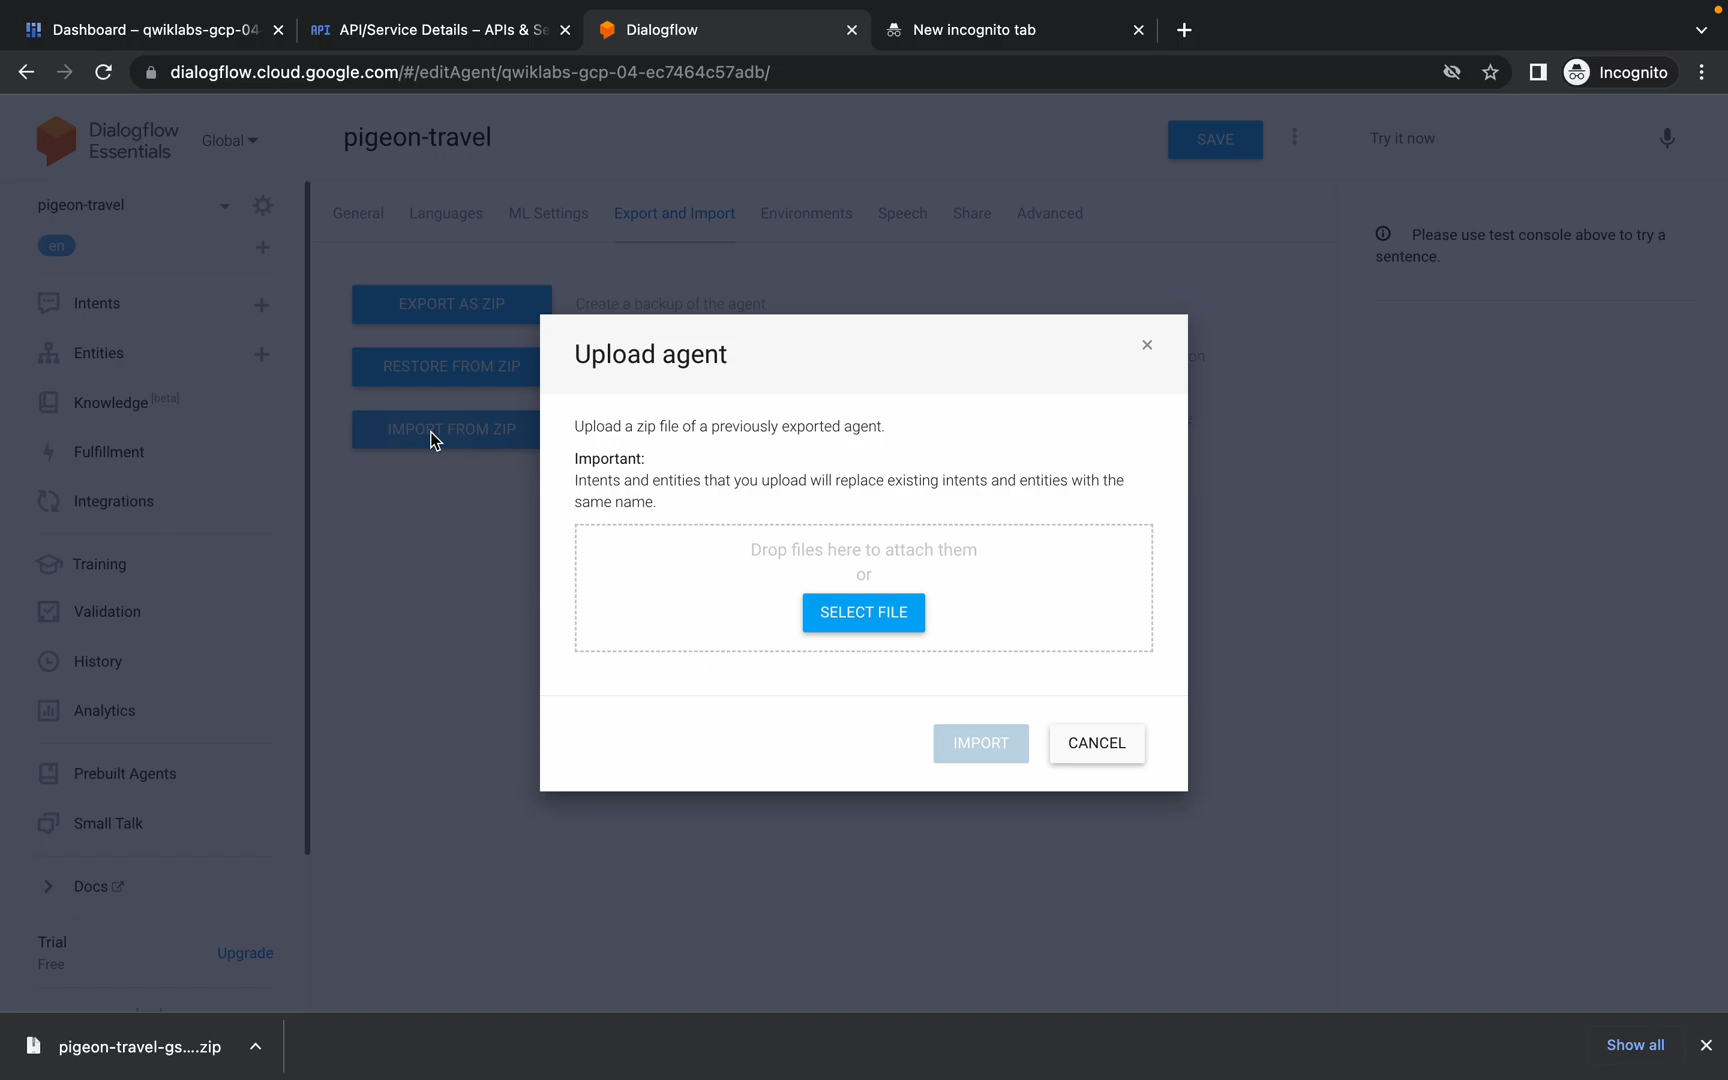 Dashboard – qwiklabs-gcp-04
API API/Service Details – APIs & Se
Dialogflow
New incognito tab
dialogflow.cloud.google.com/#/editAgent/qwiklabs-gcp-04-ec7464c57adb/
Incognito
Dialogflow
Essentials
Global
pigeon-travel
SAVE
Try it now
pigeon-travel
en
General
Languages
ML Settings
Export and Import
Environments
Speech
Share
Advanced
Please use test console above to try a
sentence.
Intents
Entities
Knowledge [beta]
Fulfillment
Integrations
Training
Validation
History
Analytics
Prebuilt Agents
Small Talk
Docs
Trial
Free
Upgrade
EXPORT AS ZIP
Create a backup of the agent
RESTORE FROM ZIP
on
IMPORT FROM ZIP
Upload agent
Upload a zip file of a previously exported agent.
Important:
Intents and entities that you upload will replace existing intents and entities with the
same name.
Drop files here to attach them
or
SELECT FILE
IMPORT
CANCEL
pigeon-travel-gs....zip
Show all